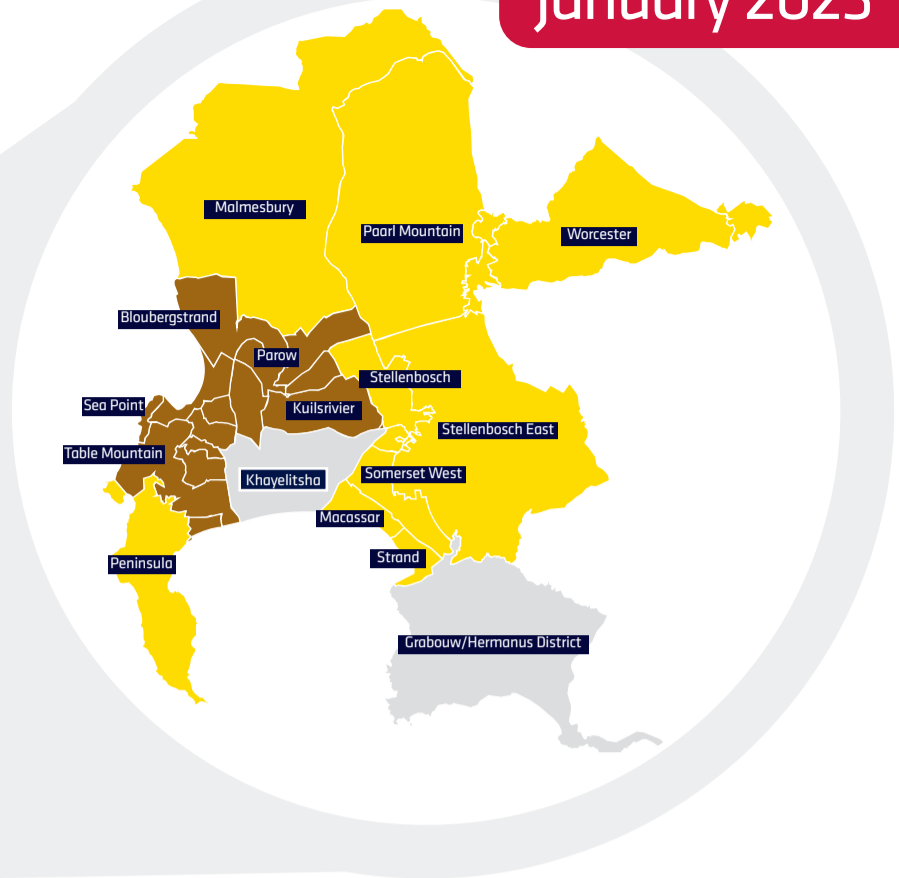 January 2025
Malmesbury
Paarl Mountain
Worcester
Bloubergstrand
Parow
Stellenbosch
Sea Point
Kuilsrivier
Stellenbosch East
Table Mountain
Somerset West
Khayelitsha
Macassar
Strand
Peninsula
Grabouw/Hermanus District